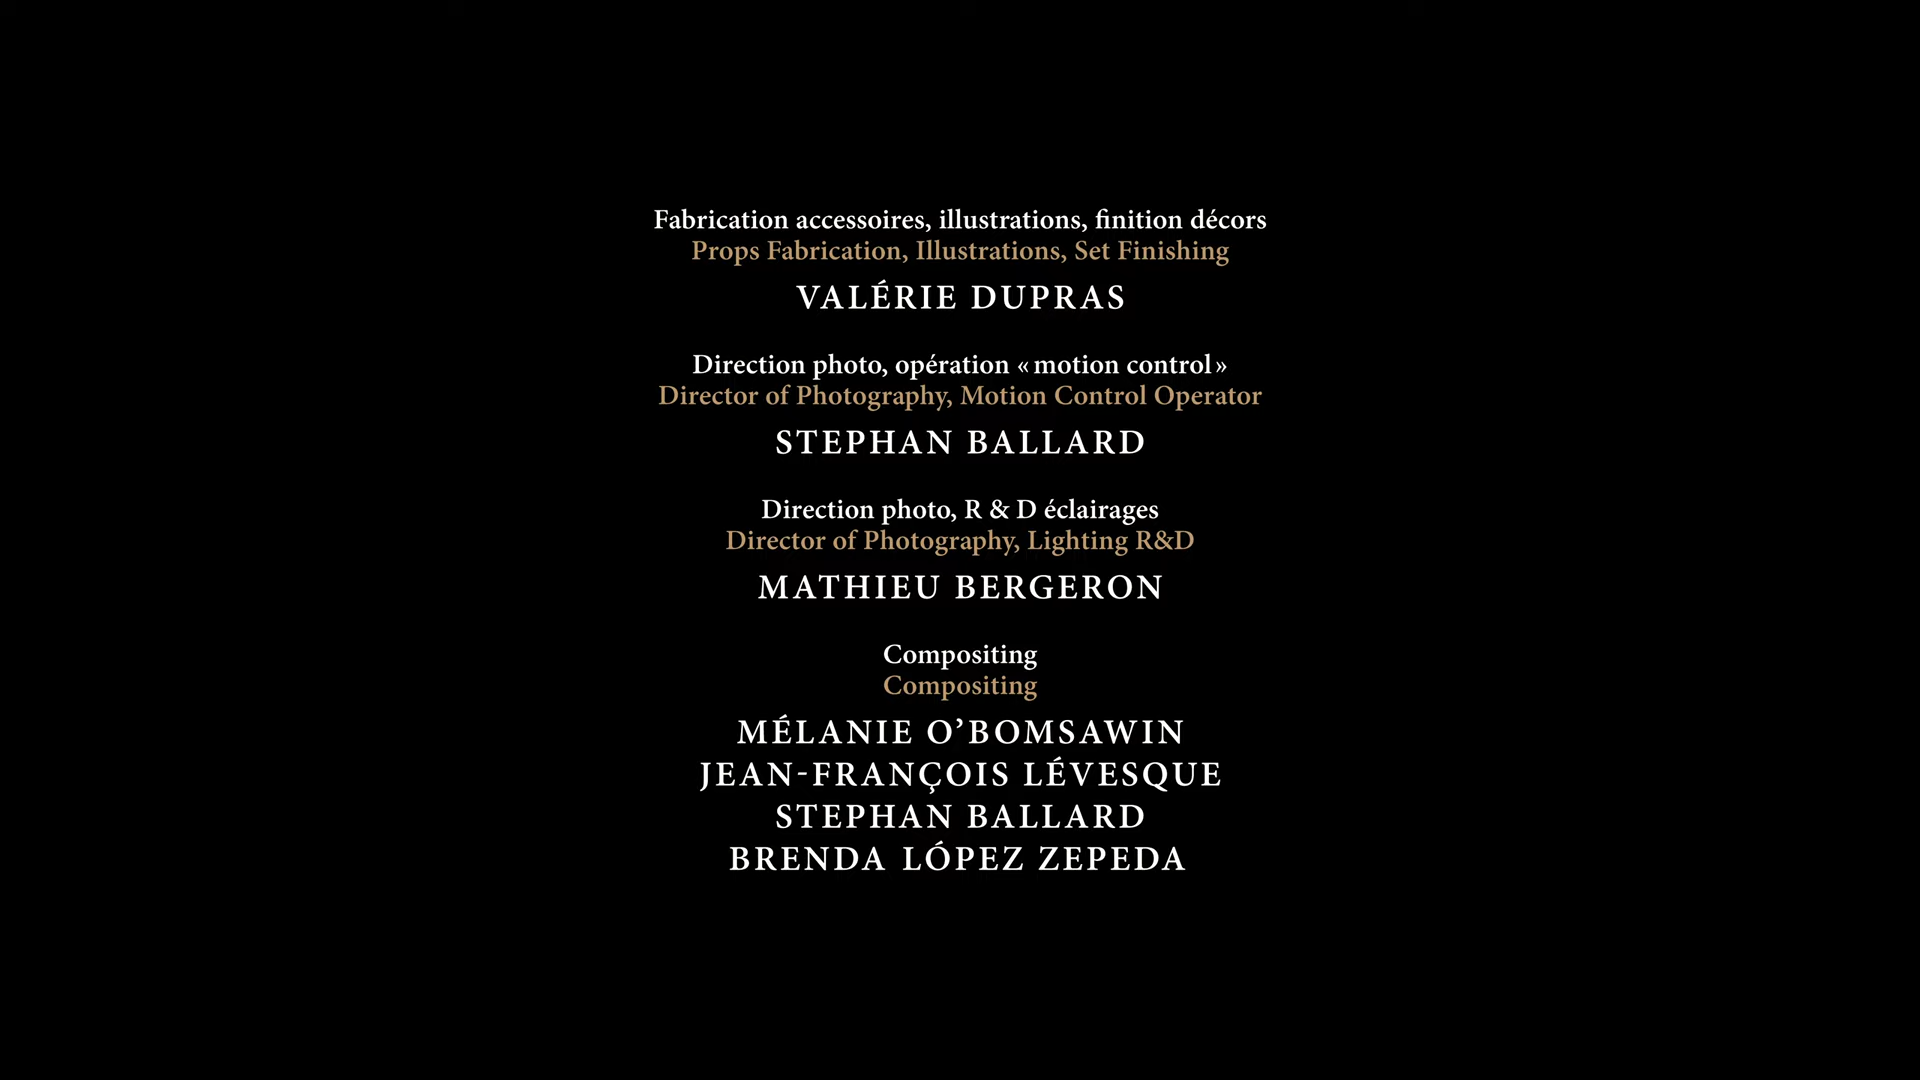 Fabrication accessoires, illustrations, finition décors
Props Fabrication, Illustrations, Set Finishing
VALÉRIE DUPRAS
Direction photo, opération « motion control »
Director of Photography, Motion Control Operator
STEPHAN BALLARD
Direction photo, R & D éclairages
Director of Photography, Lighting R&D
MATHIEU BERGERON
Compositing
Compositing
MÉLANIE O’BOMSAWIN
JEAN-FRANÇOIS LÉVESQUE
STEPHAN BALLARD
BRENDA LÓPEZ ZEPEDA